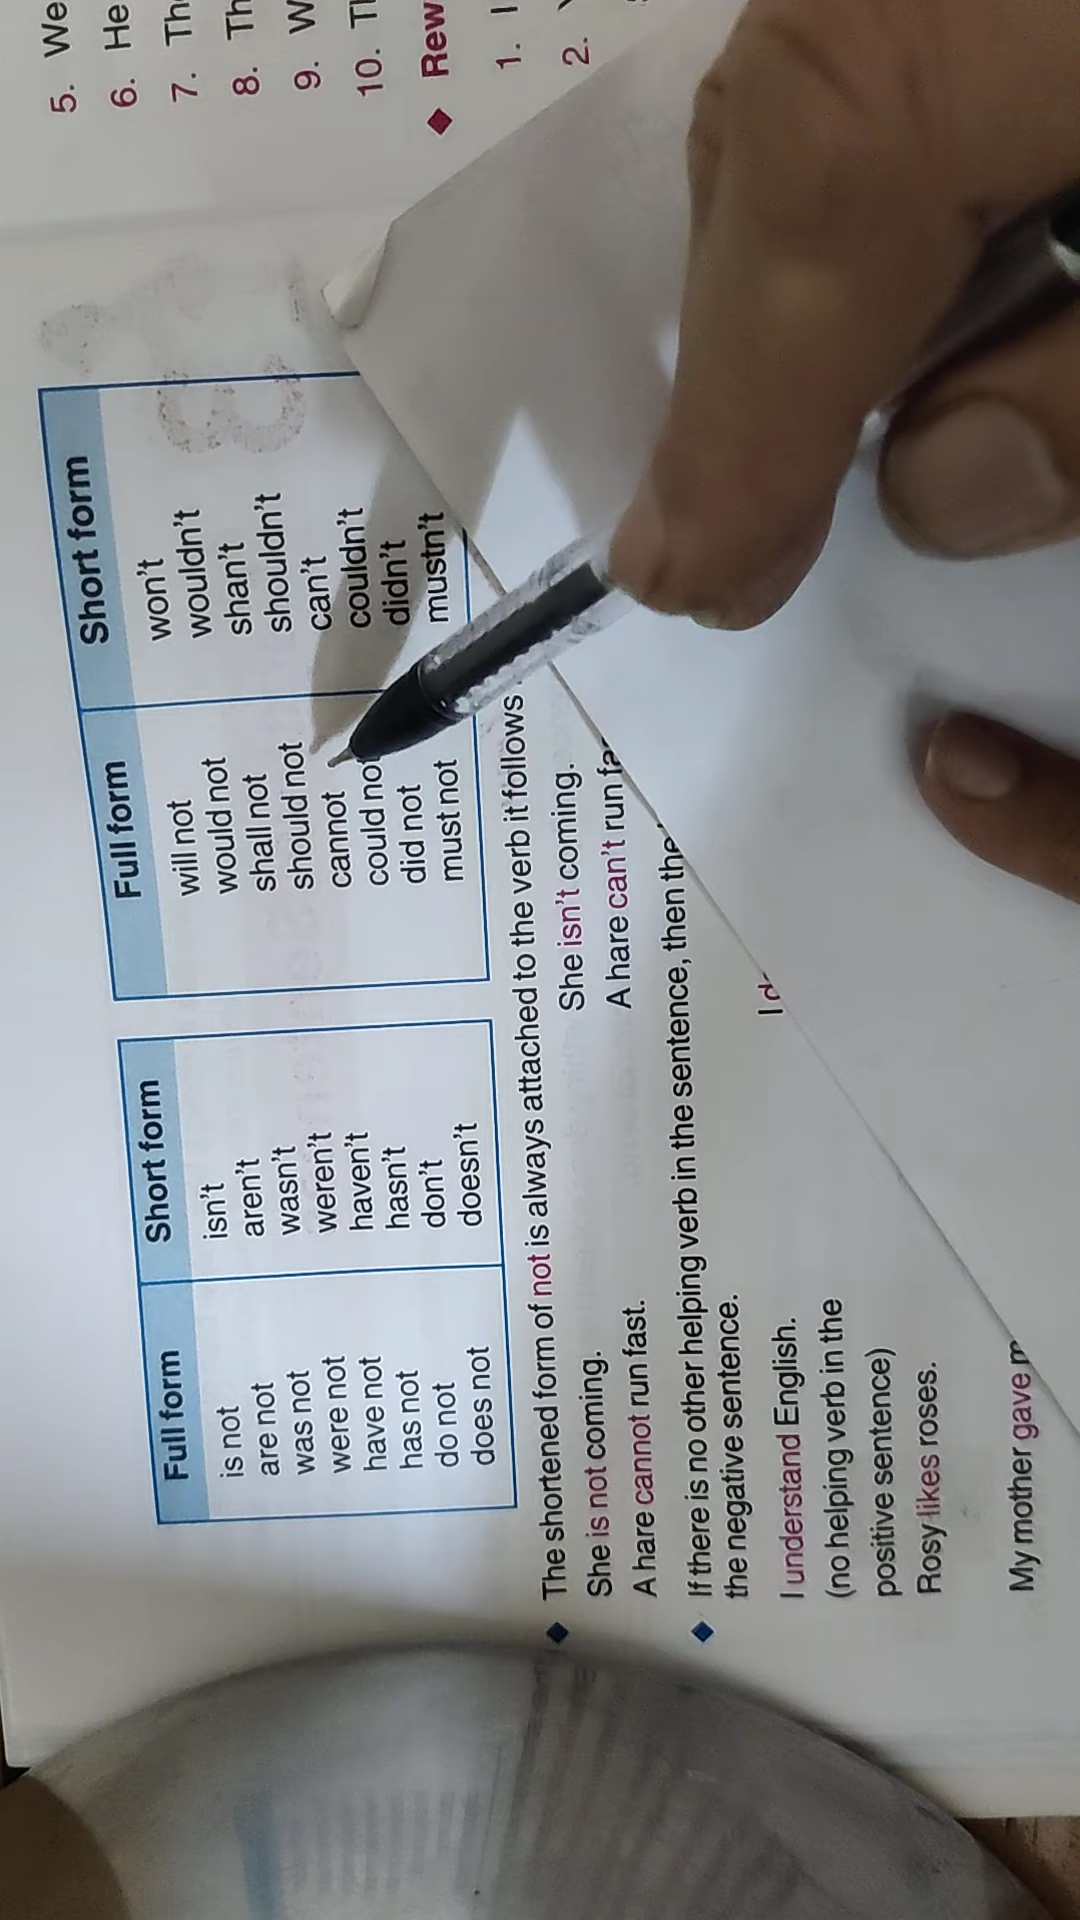 Full form Short form
is not isn't
are not aren't
was not wasn't
were not weren't
have not haven't
has not hasn't
do not don't
does not doesn't
Full form Short form
will not won't
would not wouldn't
shall not shan't
should not shouldn't
cannot can't
could not couldn't
did not didn't
must not mustn't
◆ The shortened form of not is always attached to the verb it follows
She is not coming. She isn't coming.
A hare cannot run fast. A hare can't run
◆ If there is no other helping verb in the sentence, then
the negative sentence.
I understand English. I
(no helping verb in the
positive sentence)
Rosy likes roses.
My mother gave
5. We
6. He
7.
8.
9.
10.
◆ Rew
1. I
2.